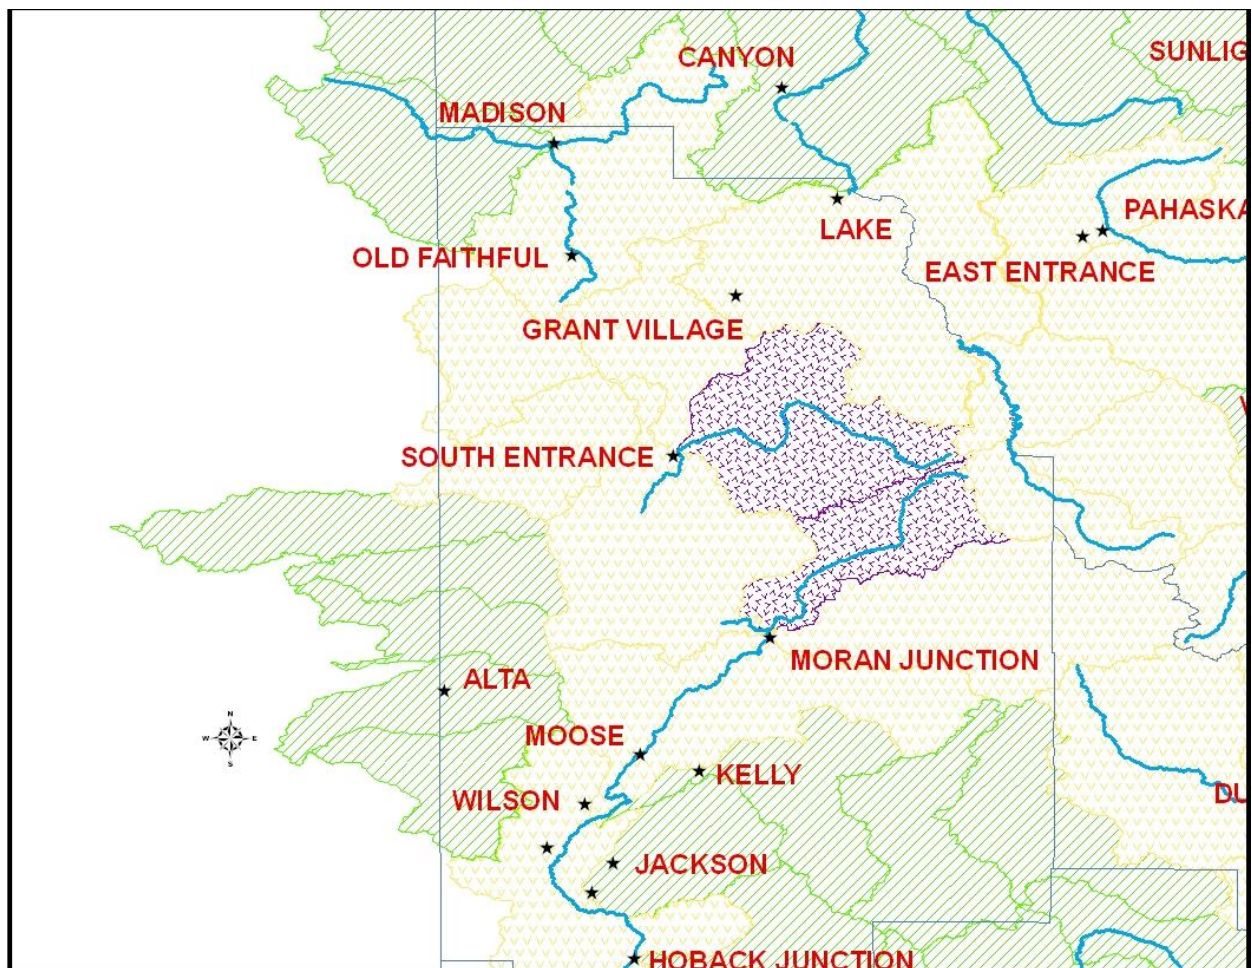 CANYON
SUNLIG
MADISON
LAKE
PAHASKA
OLD FAITHFUL
EAST ENTRANCE
GRANT VILLAGE
SOUTH ENTRANCE
MORAN JUNCTION
ALTA
N
W E
S
MOOSE
KELLY
WILSON
DU
JACKSON
HOBACK JUNCTION